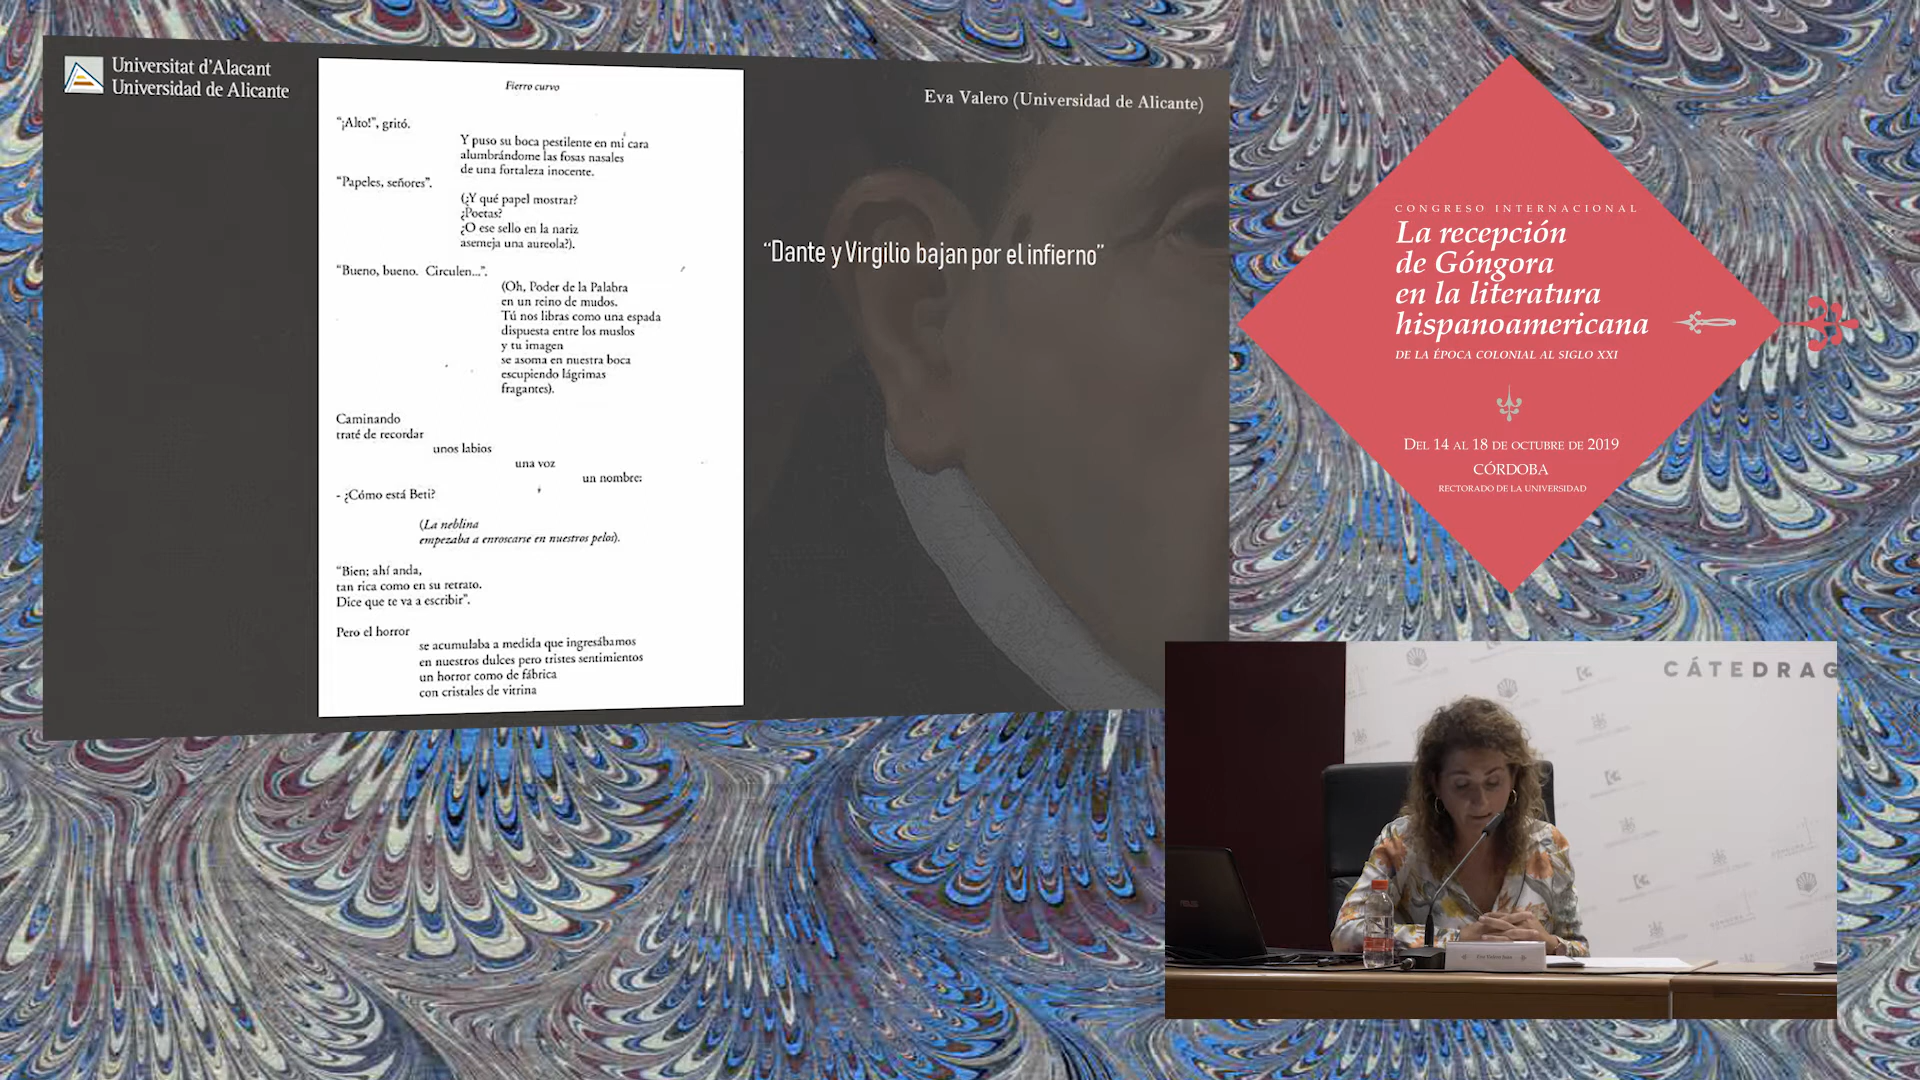 Universitat d'Alacant
Universidad de Alicante
Fierro curvo
"¡Alto!", gritó.
Y puso su boca pestilente en mi cara
alumbrándome las fosas nasales
de una fortaleza inocente.
"Papeles, señores".
(¿Y qué papel mostrar?
¿Poetas?
¿O ese sello en la nariz
asemeja una aureola?).
"Bueno, bueno. Circulen...".
(Oh, Poder de la Palabra
en un reino de mudos.
Tú nos libras como una espada
dispuesta entre los muslos
y tu imagen
se asoma en nuestra boca
escupiendo lágrimas
fragantes).
Caminando
traté de recordar
unos labios
una voz
un nombre:
- ¿Cómo está Beti?
(La neblina
empezaba a enroscarse en nuestros pelos).
"Bien; ahí anda,
tan rica como en su retrato.
Dice que te va a escribir".
Pero el horror
se acumulaba a medida que ingresábamos
en nuestros dulces pero tristes sentimientos
un horror como de fábrica
con cristales de vitrina
Eva Valero (Universidad de Alicante)
"Dante y Virgilio bajan por el infierno"
CONGRESO INTERNACIONAL
La recepción
de Góngora
en la literatura
hispanoamericana
DE LA ÉPOCA COLONIAL AL SIGLO XXI
DEL 14 AL 18 DE OCTUBRE DE 2019
CÓRDOBA
RECTORADO DE LA UNIVERSIDAD
CÁTEDRAG